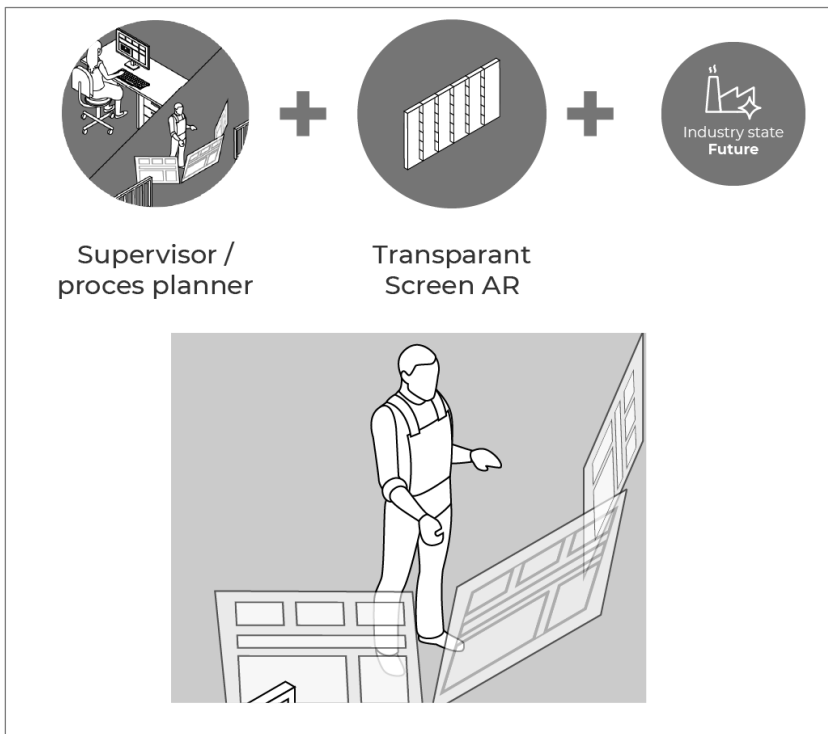 Industry state
Future
Supervisor /
proces planner
Transparant
Screen AR